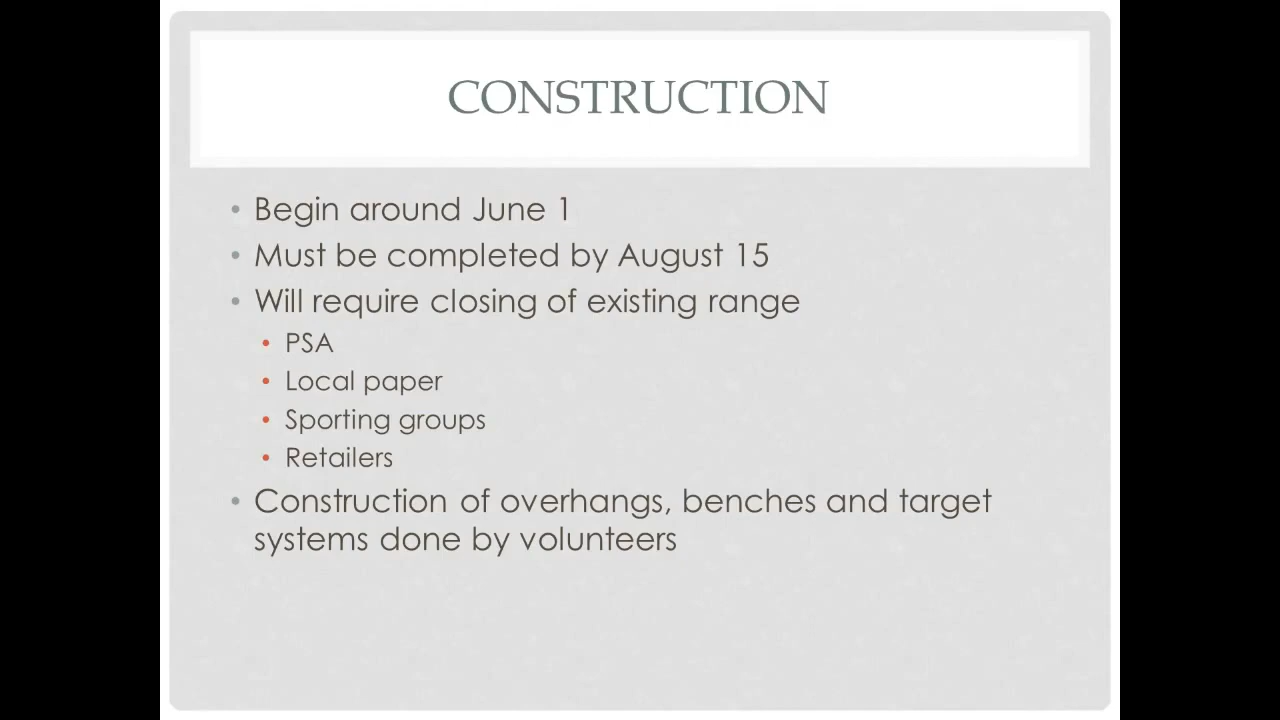 CONSTRUCTION
• Begin around June 1
• Must be completed by August 15
• Will require closing of existing range
• PSA
• Local paper
• Sporting groups
• Retailers
• Construction of overhangs, benches and target
systems done by volunteers